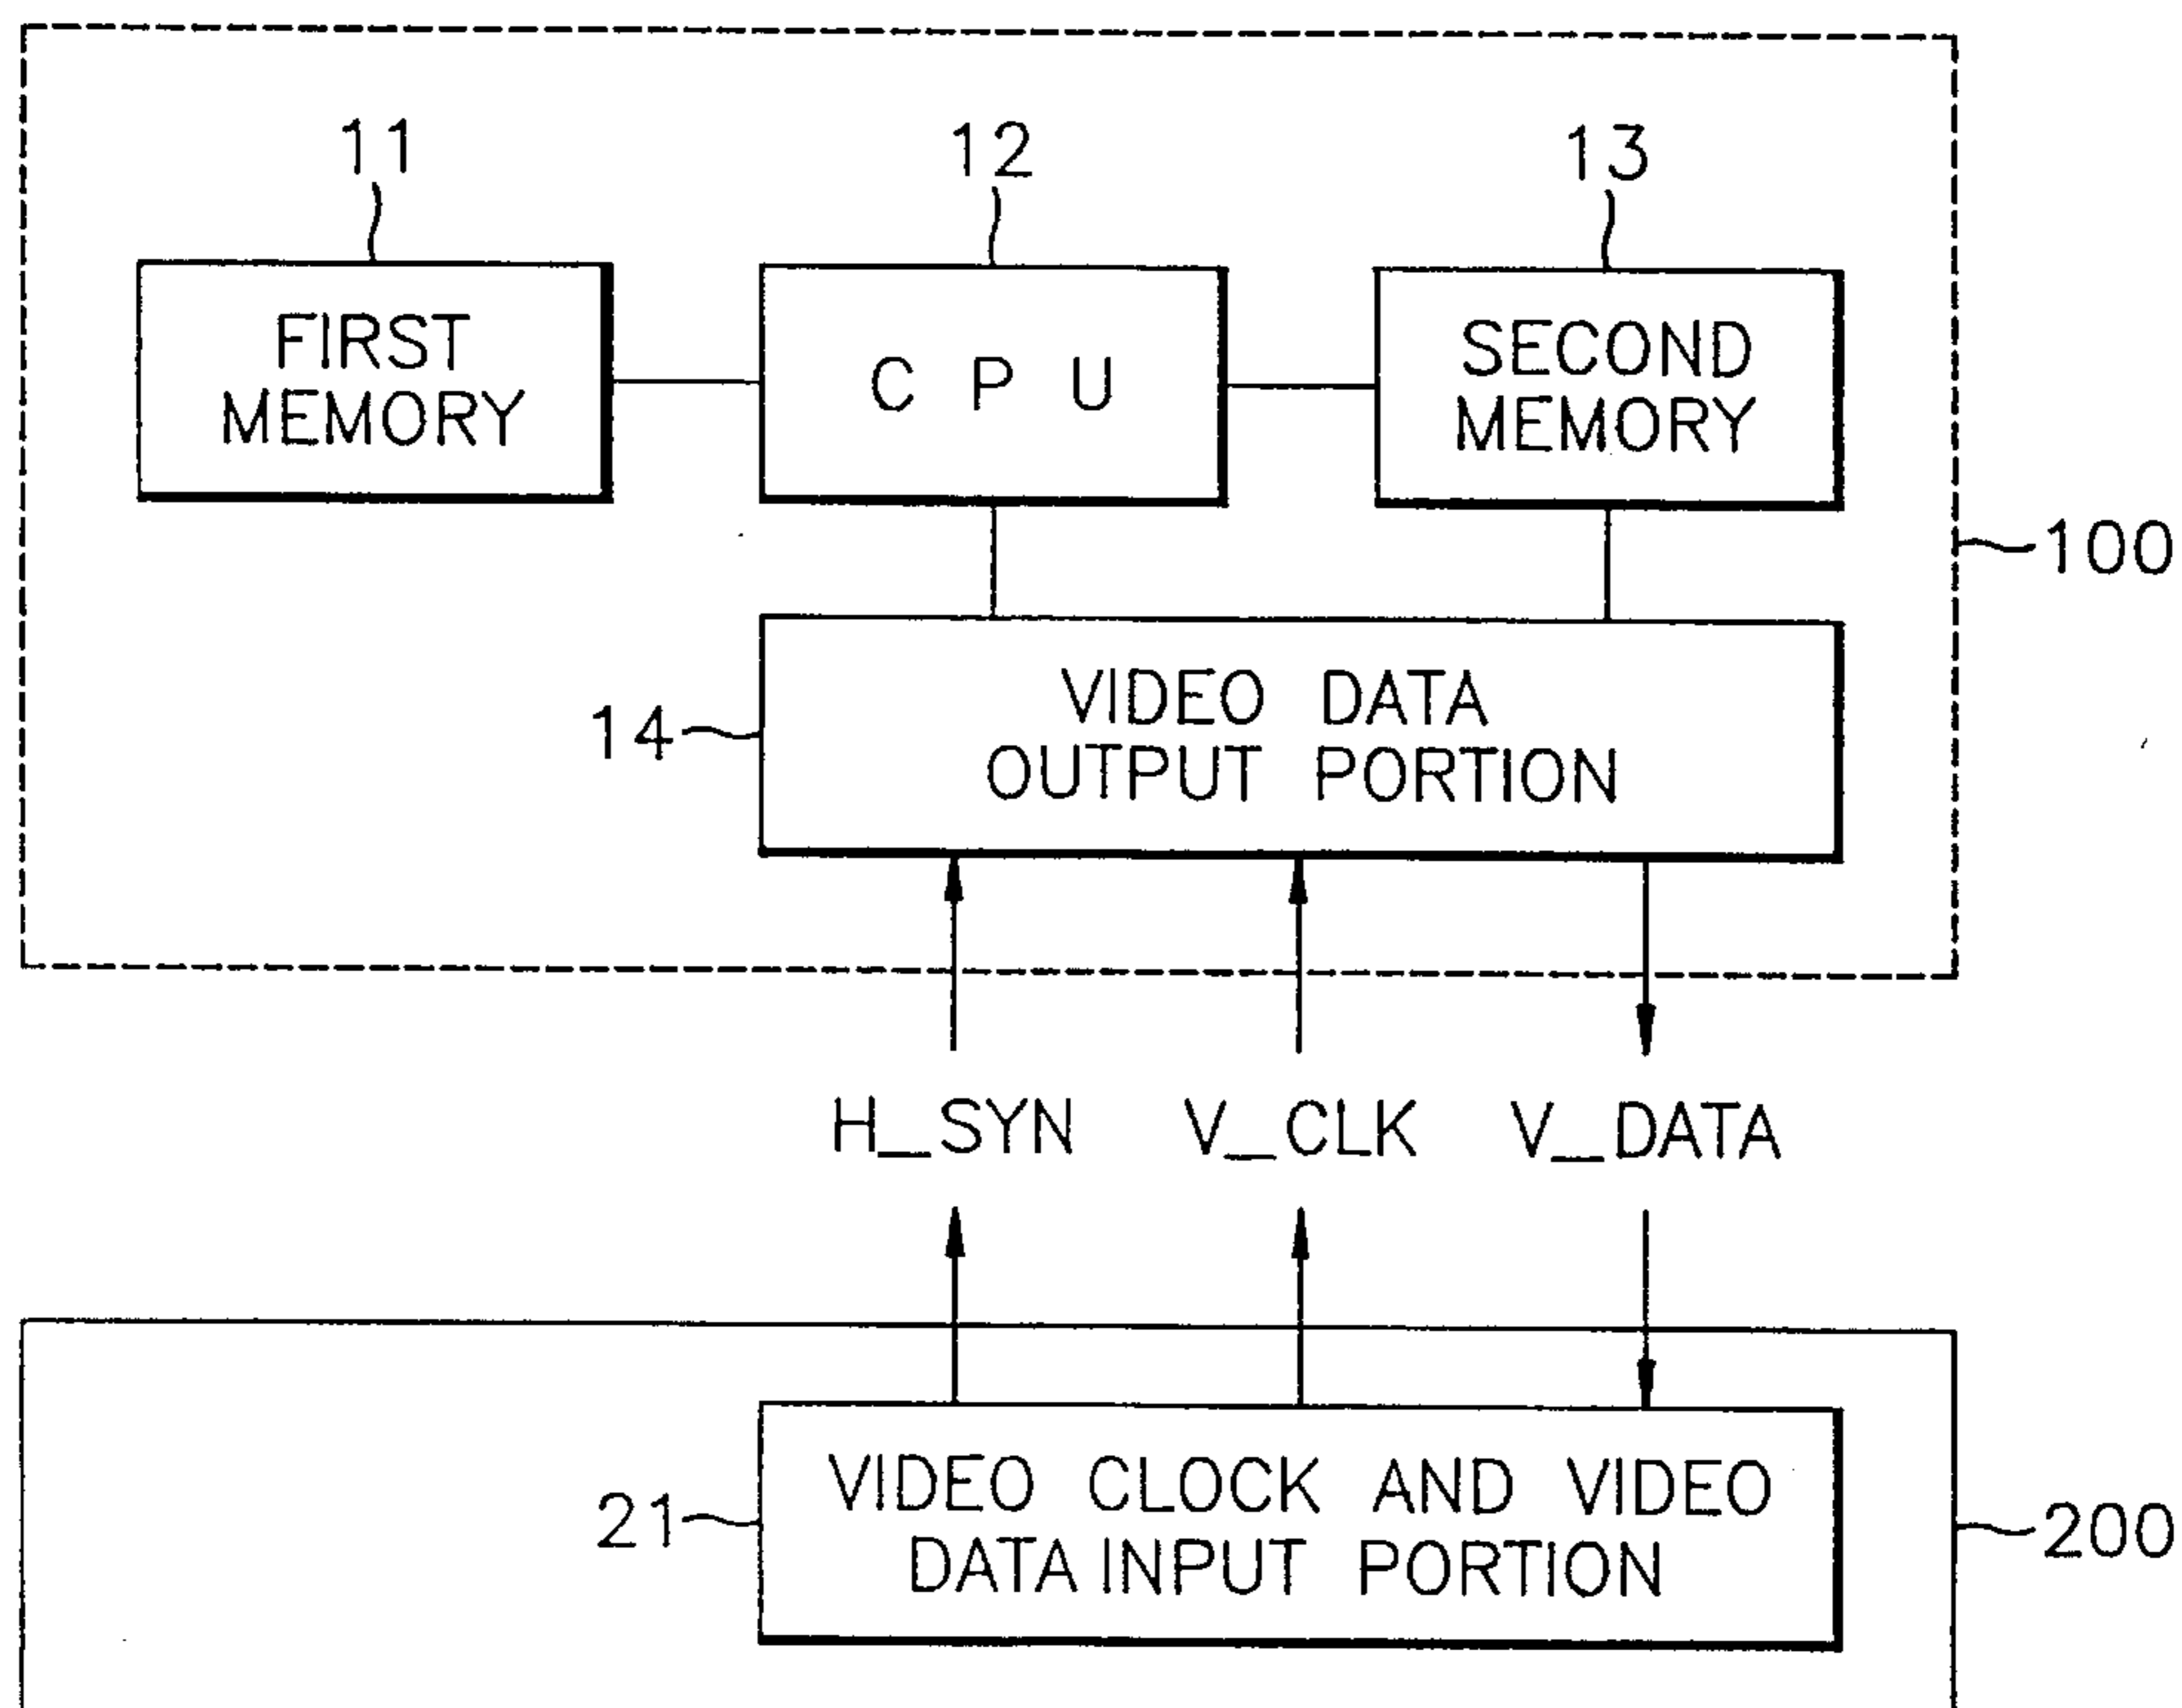 11
12
13
FIRST
MEMORY
C P U
SECOND
MEMORY
100
14
VIDEO DATA
OUTPUT PORTION
H_SYN
V_CLK
V_DATA
21
VIDEO CLOCK AND VIDEO
DATA INPUT PORTION
200